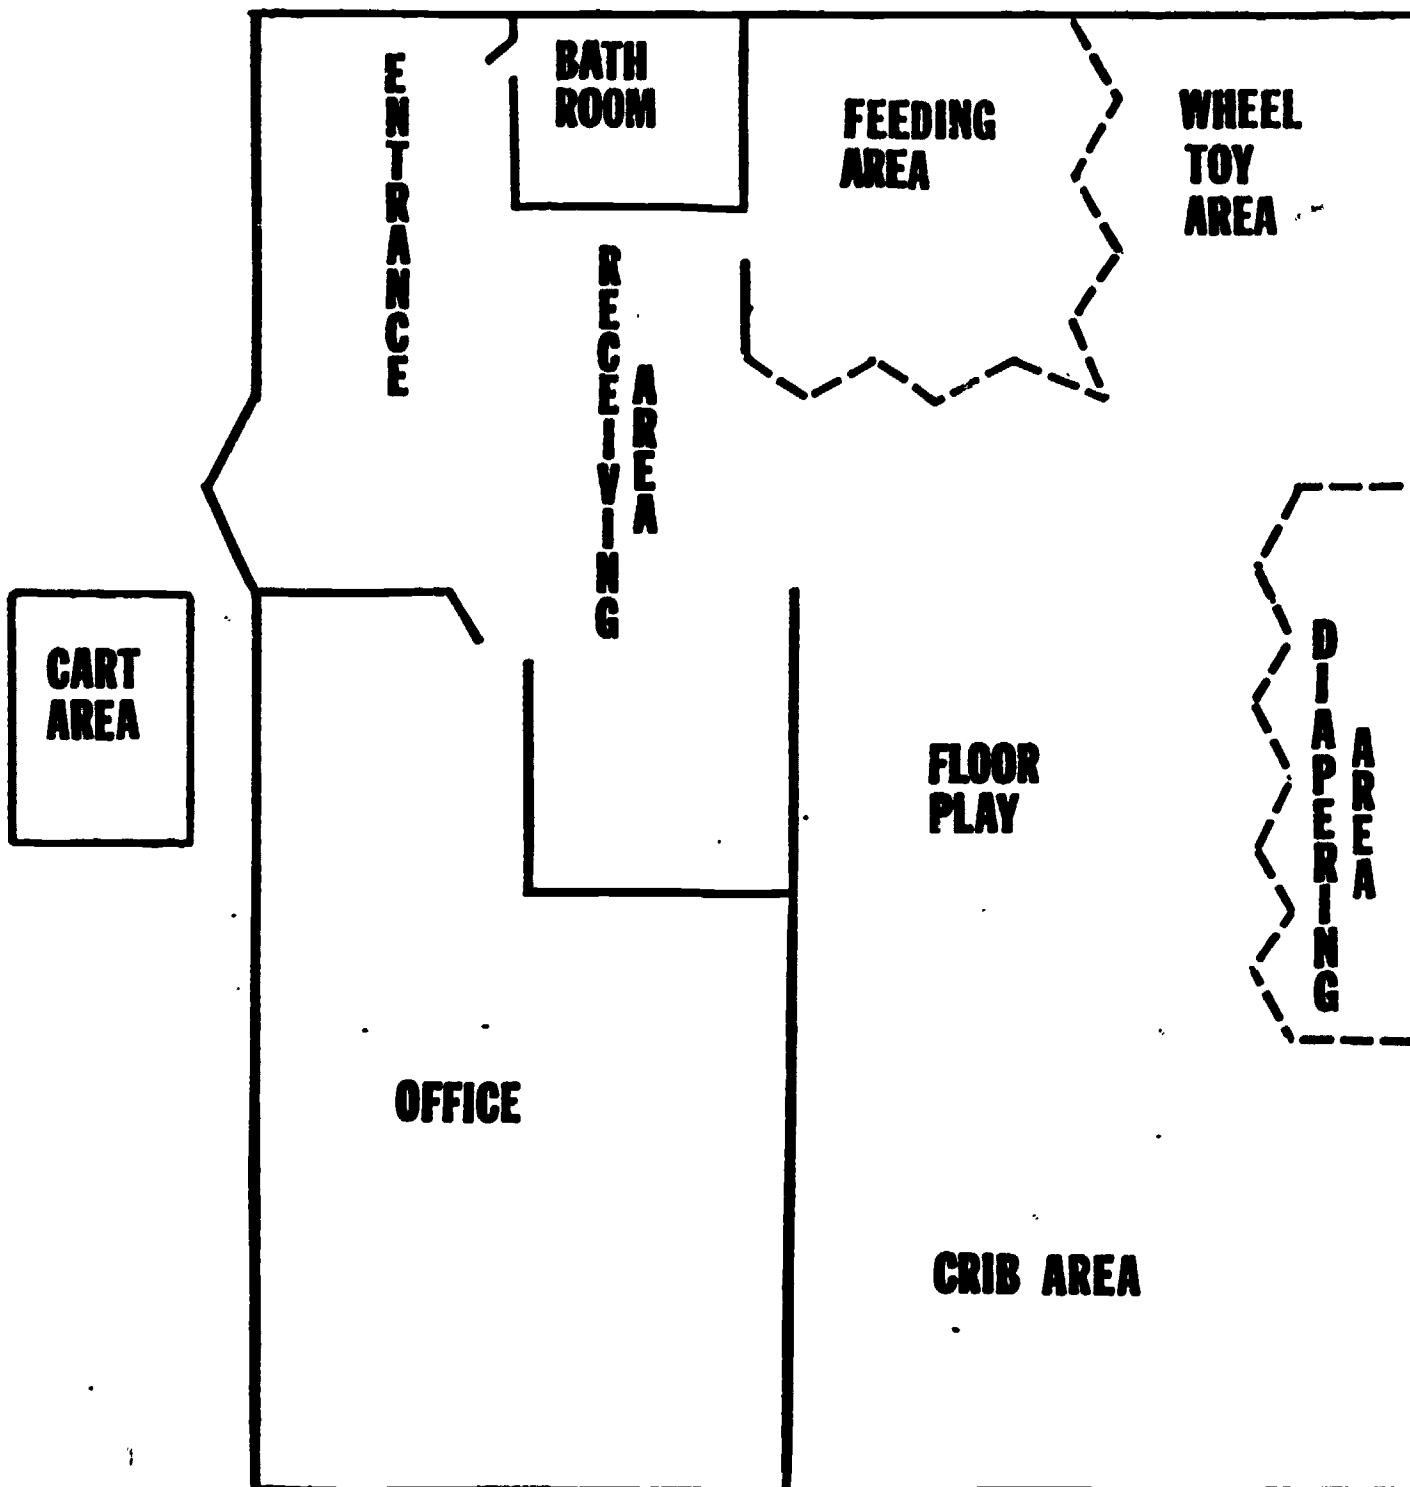 ENTRANCE
BATH
ROOM
FEEDING
AREA
WHEEL
TOY
AREA
RECEIVING
AREA
CART
AREA
FLOOR
PLAY
DIAPERING
AREA
OFFICE
CRIB AREA